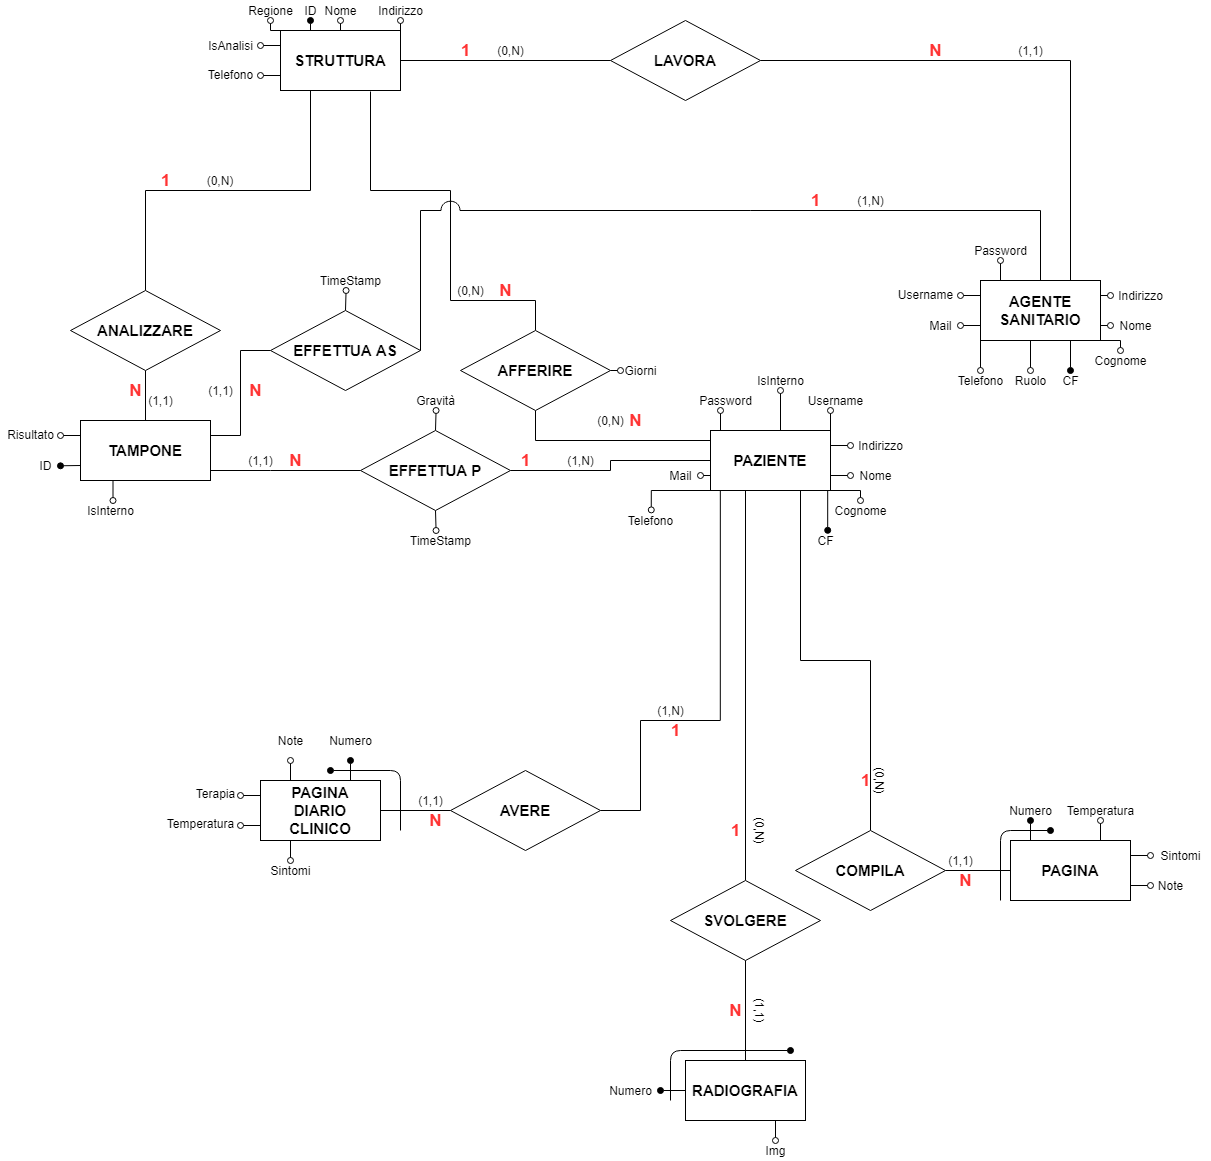 Regione
ID
Nome
Indirizzo
IsAnalisi
Telefono
STRUTTURA
1
(0,N)
LAVORA
N
(1,1)
1
(0,N)
1
(1,N)
Password
Username
Mail
AGENTE
SANITARIO
Indirizzo
Nome
Cognome
Telefono
Ruolo
CF
TimeStamp
(0,N)
N
ANALIZZARE
EFFETTUA AS
AFFERIRE
Giorni
N
(1,1)
(1,1)
N
Gravità
(0,N)
N
IsInterno
Password
Username
Risultato
ID
TAMPONE
IsInterno
(1,1)
N
EFFETTUA P
1
(1,N)
TimeStamp
PAZIENTE
Mail
Indirizzo
Nome
Cognome
Telefono
CF
(1,N)
1
Note
Numero
Terapia
Temperatura
PAGINA
DIARIO
CLINICO
Sintomi
(1,1)
N
AVERE
1
(0,N)
1
(0,N)
COMPILA
(1,1)
N
Numero
Temperatura
PAGINA
Sintomi
Note
SVOLGERE
N
(1,1)
Numero
RADIOGRAFIA
Img